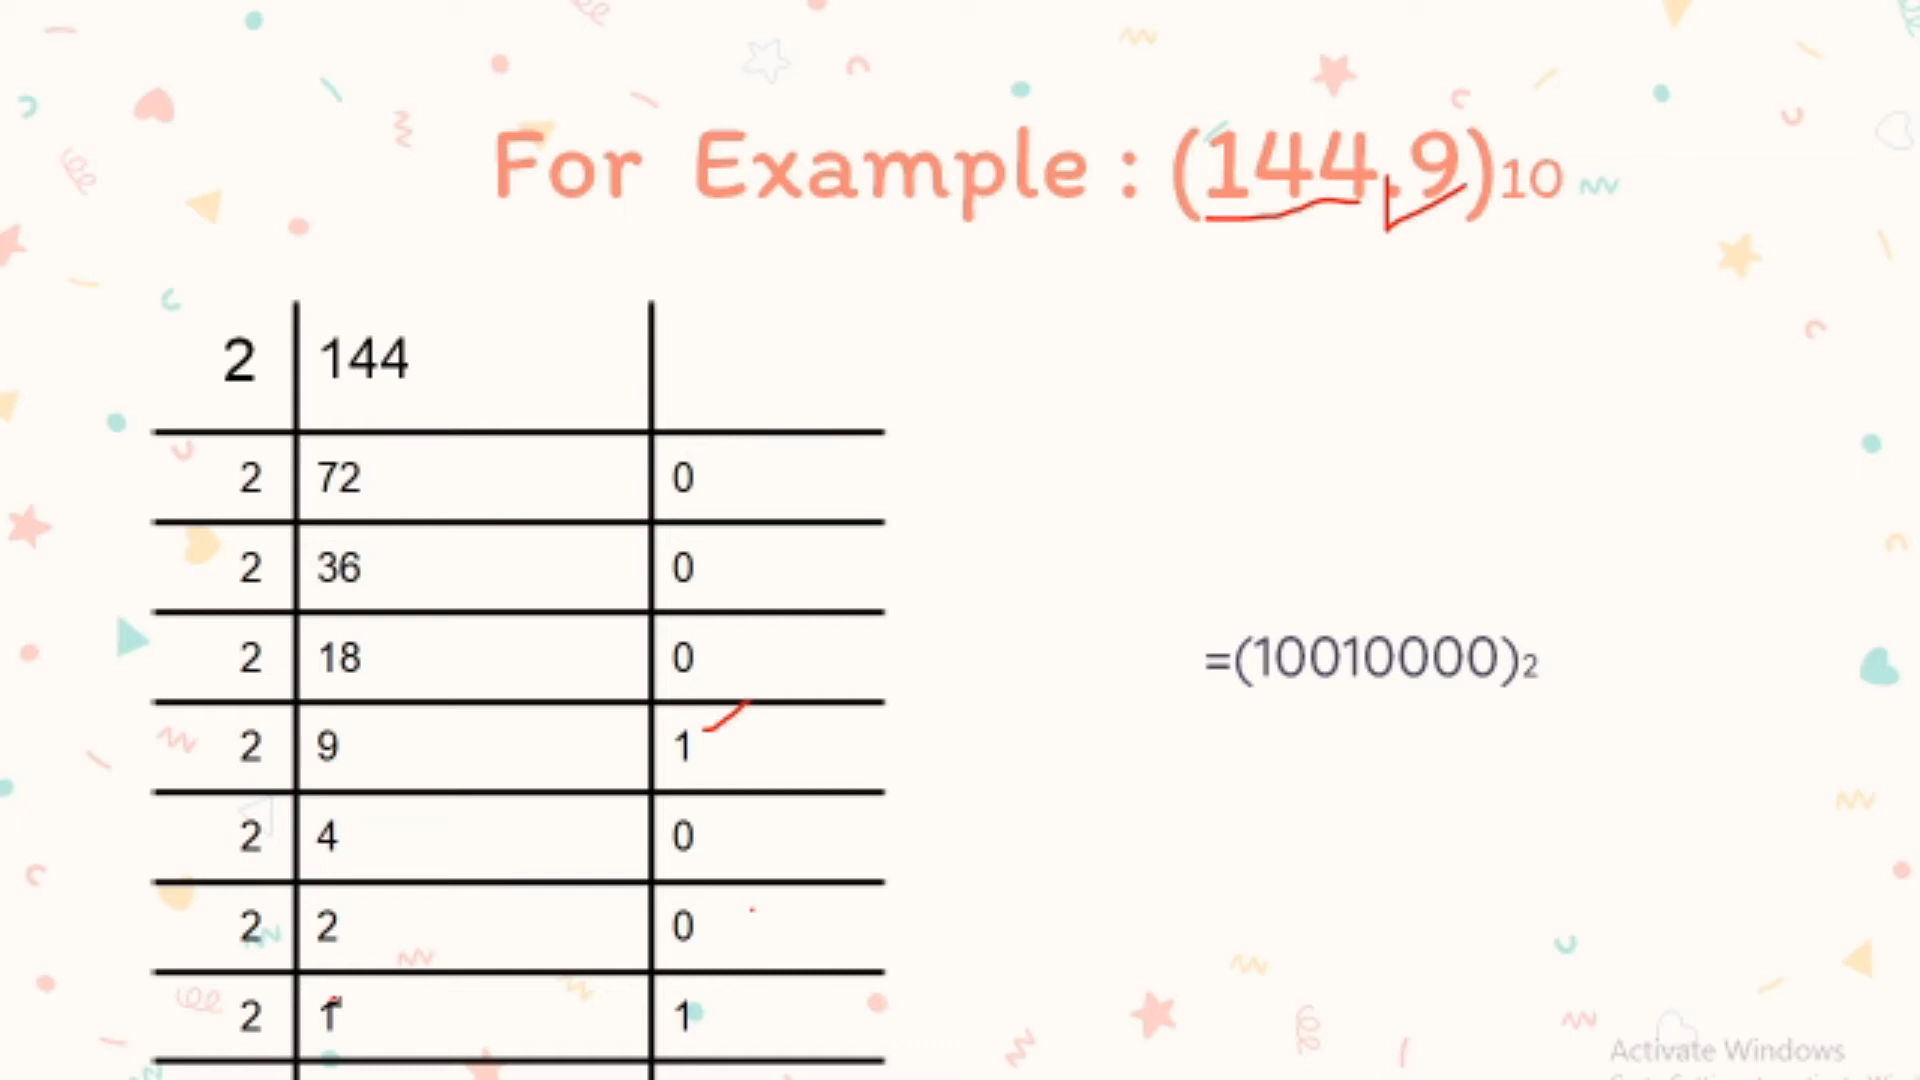 For Example : (144.9)10
2 144
2 72 0
2 36 0
2 18 0
=(10010000)2
2 9 1
2 4 0
2 2 0
2 1 1
Activate Windows